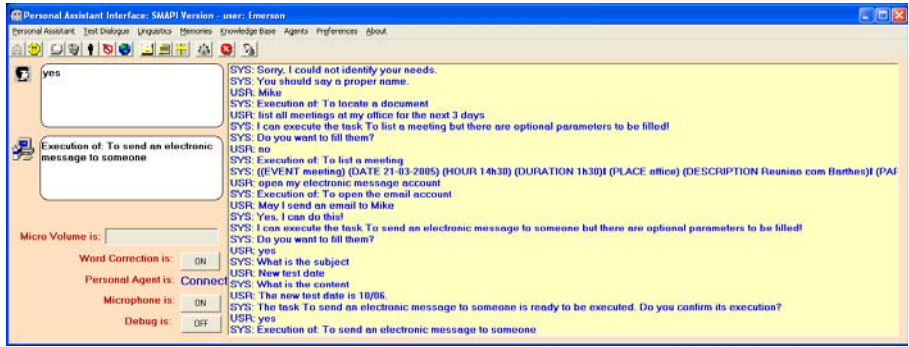 Personal Assistant Interface: SMAPI Version - user: Emerson
Personal Assistant Test Dialogue Linguistics Memories Knowledge Base Agents Preferences About
yes
Execution of: To send an electronic
message to someone
Micro Volume is:
Word Correction is: ON
Personal Agent is: Connect
Microphone is: ON
Debug is: OFF
SYS: Sorry, I could not identify your needs.
SYS: You should say a proper name.
USR: Mike
SYS: Execution of: To locate a document
USR: list all meetings at my office for the next 3 days
SYS: I can execute the task To list a meeting but there are optional parameters to be filled!
SYS: Do you want to fill them?
USR: no
SYS: Execution of: To list a meeting
SYS: ((EVENT meeting) (DATE 21-03-2005) (HOUR 14h30) (DURATION 1h30)I (PLACE office) (DESCRIPTION Reuniao com Barthes)I (PAF
USR: open my electronic message account
SYS: Execution of: To open the email account
USR: May I send an email to Mike
SYS: Yes, I can do this!
SYS: I can execute the task To send an electronic message to someone but there are optional parameters to be filled!
SYS: Do you want to fill them?
USR: yes
SYS: What is the subject
USR: New test date
SYS: What is the content
USR: The new test date is 10/06.
SYS: The task To send an electronic message to someone is ready to be executed. Do you confirm its execution?
USR: yes
SYS: Execution of: To send an electronic message to someone